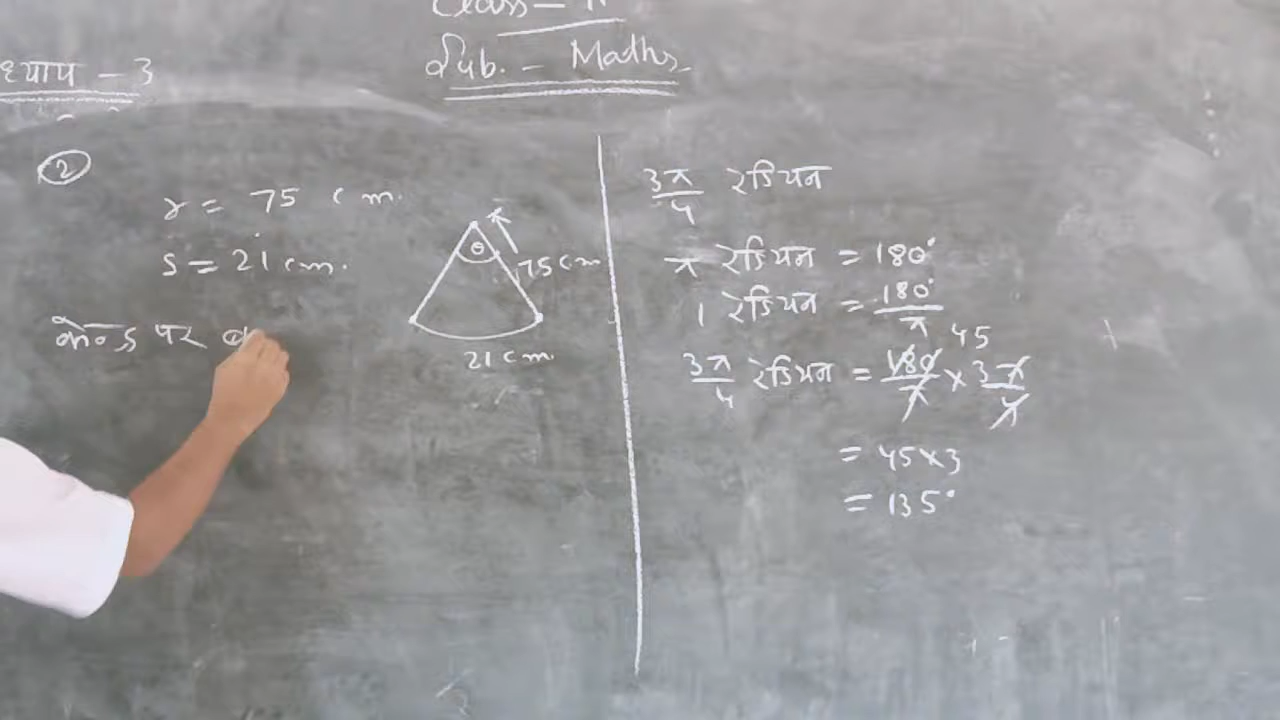 Class -
Sub. - Maths
ध्याय - 3
2
r = 75 cm.
s = 21 cm.
θ
75 cm
21 cm
केन्द्र पर
3π/4 रेडियन
π रेडियन = 180°
1 रेडियन = 180°/π
45
3π/4 रेडियन = 180/π × 3π/4
= 45×3
= 135°